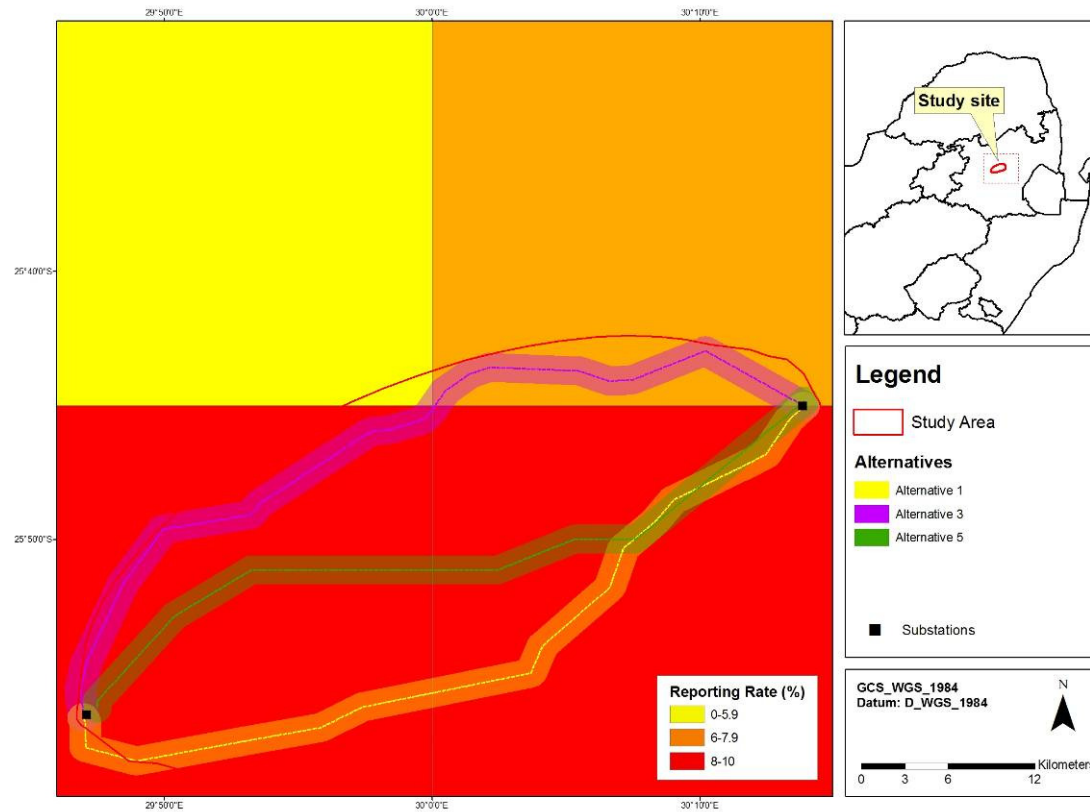 29°50'0"E
30°0'0"E
30°10'0"E
25°40'0"S
25°50'0"S
29°50'0"E
30°0'0"E
30°10'0"E
Reporting Rate (%)
0-5.9
6-7.9
8-10
Study site
Legend
Study Area
Alternatives
Alternative 1
Alternative 3
Alternative 5
Substations
GCS_WGS_1984
Datum: D_WGS_1984
N
Kilometers
0 3 6 12